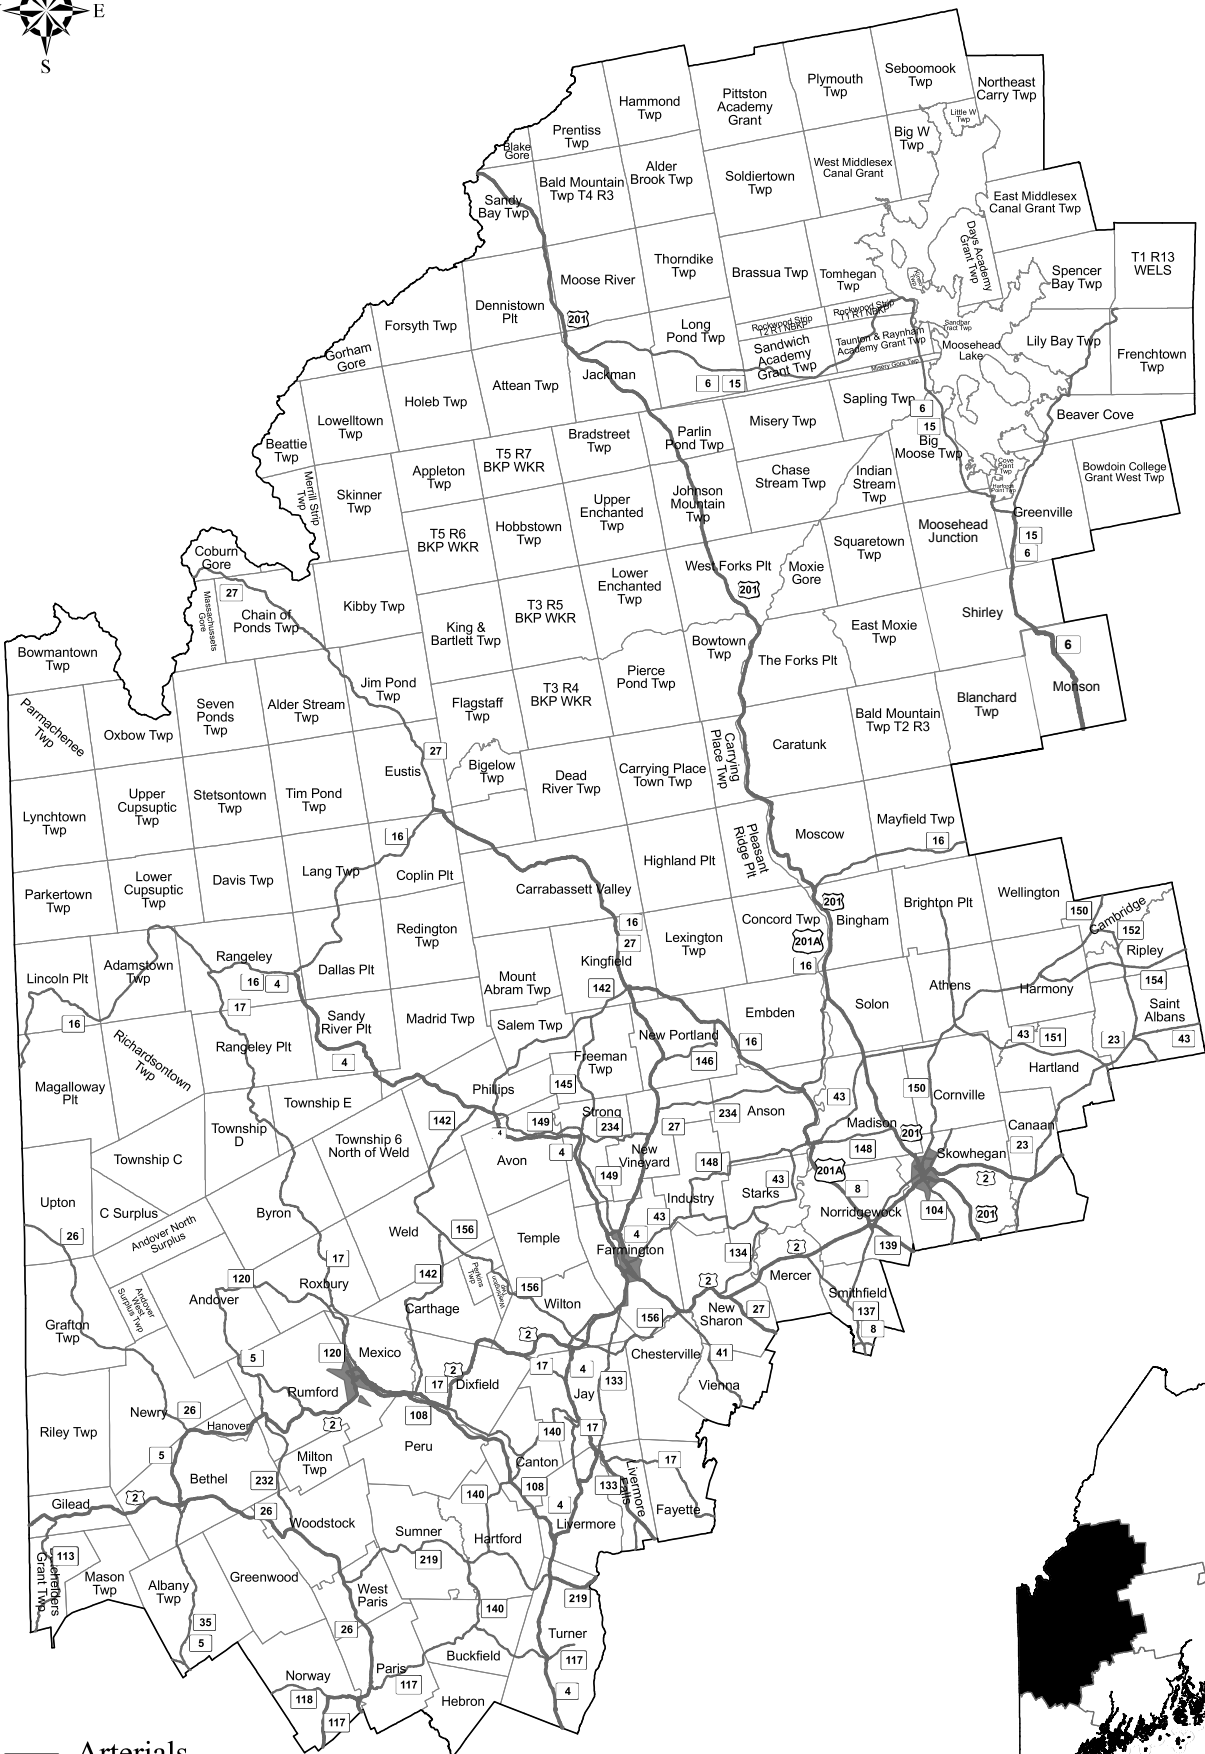 E
S
Seboomook
Twp
Northeast
Carry Twp
Plymouth
Twp
Pittston
Academy
Grant
Hammond
Twp
Prentiss
Twp
Blake
Gore
Little W
Twp
Big W
Twp
West Middlesex
Canal Grant
Soldiertown
Twp
Alder
Brook Twp
Bald Mountain
Twp T4 R3
Sandy
Bay Twp
East Middlesex
Canal Grant Twp
Days Academy
Grant Twp
T1 R13
WELS
Spencer
Bay Twp
Thorndike
Twp
Brassua Twp
Tomhegan
Twp
Moose River
Dennistown
Plt
201
Forsyth Twp
Gorham
Gore
Long
Pond Twp
Rockwood Strip
T2 R1 NBKP
Rockwood Strip
T1 R1 NBKP
Sandwich
Academy
Grant Twp
Taunton & Raynham
Academy Grant Twp
Misery Gore Twp
Sandbar
Tract Twp
Moosehead
Lake
Lily Bay Twp
Frenchtown
Twp
Jackman
6
15
Attean Twp
Holeb Twp
Lowelltown
Twp
Beattie
Twp
Merrill Strip
Twp
Sapling Twp
6
15
Big
Moose Twp
Beaver Cove
Misery Twp
Parlin
Pond Twp
Bradstreet
Twp
T5 R7
BKP WKR
Appleton
Twp
Skinner
Twp
Chase
Stream Twp
Indian
Stream
Twp
Cove
Point
Twp
Harfords
Point Twp
Bowdoin College
Grant West Twp
Greenville
15
6
Moosehead
Junction
Squaretown
Twp
Johnson
Mountain
Twp
Upper
Enchanted
Twp
Hobbstown
Twp
T5 R6
BKP WKR
Coburn
Gore
27
Massachusetts
Gore
Chain of
Ponds Twp
Kibby Twp
West Forks Plt
201
Moxie
Gore
Lower
Enchanted
Twp
T3 R5
BKP WKR
King &
Bartlett Twp
Shirley
East Moxie
Twp
6
Monson
Bowtown
Twp
The Forks Plt
Bowmantown
Twp
Pierce
Pond Twp
T3 R4
BKP WKR
Flagstaff
Twp
Jim Pond
Twp
Alder Stream
Twp
Seven
Ponds
Twp
Oxbow Twp
Parmachenee
Twp
Blanchard
Twp
Bald Mountain
Twp T2 R3
Caratunk
Carrying
Place Twp
27
Eustis
Bigelow
Twp
Dead
River Twp
Carrying Place
Town Twp
Tim Pond
Twp
Stetsontown
Twp
Upper
Cupsuptic
Twp
Lynchtown
Twp
Mayfield Twp
16
Moscow
Pleasant
Ridge Plt
16
Highland Plt
Lang Twp
Coplin Plt
Davis Twp
Lower
Cupsuptic
Twp
Parkertown
Twp
Carrabassett Valley
201
Wellington
150
Cambridge
152
Brighton Plt
Bingham
Concord Twp
201A
16
Ripley
16
27
Kingfield
Lexington
Twp
Redington
Twp
Rangeley
16
4
17
Dallas Plt
Adamstown
Twp
Lincoln Plt
16
Mount
Abram Twp
142
Athens
Harmony
154
Saint
Albans
43
Solon
Embden
16
Salem Twp
Madrid Twp
Sandy
River Plt
4
Rangeley Plt
Richardsontown
Twp
Magalloway
Plt
New Portland
146
43
151
23
Hartland
Freeman
Twp
145
Phillips
150
Cornville
43
Township E
142
149
Strong
234
27
234
Anson
Madison
201
Canaan
23
Township
D
Township 6
North of Weld
4
Avon
4
149
New
Vineyard
148
148
Skowhegan
2
Township C
201A
8
Industry
43
Starks
Upton
C Surplus
Andover North
Surplus
26
Byron
Weld
156
Temple
43
4
Farmington
Norridgewock
104
201
134
2
139
Mercer
Smithfield
137
8
17
142
Perkins
Twp
156
Wilton
2
New
Sharon
27
156
120
Andover
Roxbury
Carthage
Andover
West
Surplus Twp
Grafton
Twp
2
Chesterville
41
Vienna
5
120
Mexico
2
17
Dixfield
17
4
133
Jay
Rumford
108
Newry
26
Hanover
2
Riley Twp
5
Bethel
Milton
Twp
Peru
140
17
Canton
17
232
140
108
133
Livermore
Falls
Fayette
Gilead
2
26
Woodstock
4
Livermore
Sumner
Hartford
219
113
Mason
Twp
Albany
Twp
Greenwood
West
Paris
219
140
35
5
26
Turner
Buckfield
117
Norway
118
Paris
117
Hebron
4
117
Arterials